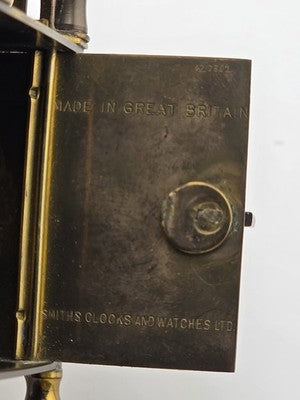 MADE IN GREAT BRITAIN
SMITHS CLOCKS AND WATCHES LTD